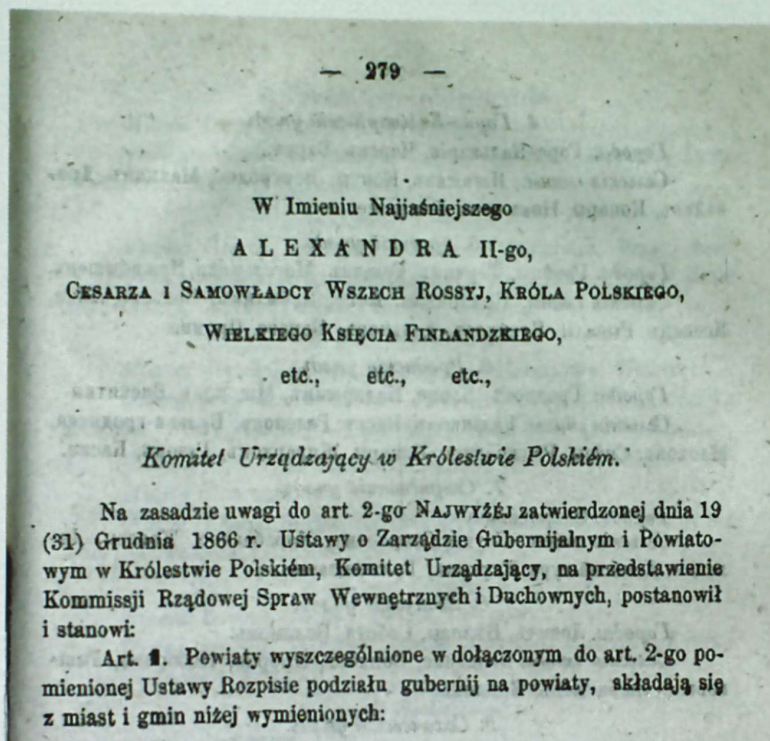 — 279 —
W Imieniu Najjaśniejszego
ALEXANDRA II-go,
CESARZA I SAMOWŁADCY WSZECH ROSSYJ, KRÓLA POLSKIEGO,
WIELKIEGO KSIĘCIA FINLANDZKIEGO,
etc., etc., etc.,
Komitet Urządzający w Królestwie Polskiém.
Na zasadzie uwagi do art. 2-go NAJWYŻÉJ zatwierdzonej dnia 19
(31) Grudnia 1866 r. Ustawy o Zarządzie Gubernijalnym i Powiato-
wym w Królestwie Polskiém, Komitet Urządzający, na przedstawienie
Kommissji Rządowej Spraw Wewnętrznych i Duchownych, postanowił
i stanowi:
Art. 1. Powiaty wyszczególnione w dołączonym do art. 2-go po-
mienionej Ustawy Rozpisie podziału gubernij na powiaty, składają się
z miast i gmin niżej wymienionych: